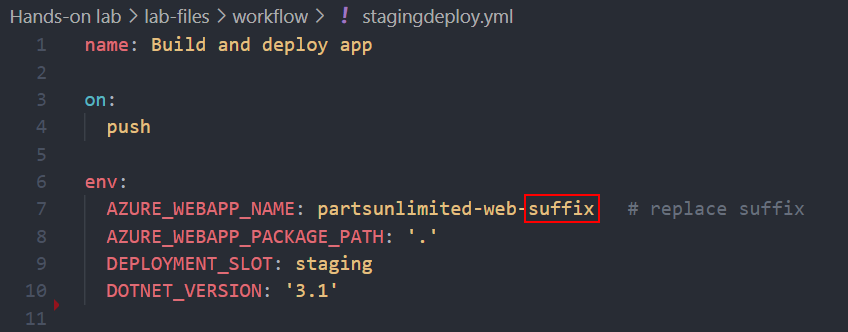 Hands-on lab > lab-files > workflow > ! stagingdeploy.yml
1 name: Build and deploy app
2
3 on:
4 push
5
6 env:
7 AZURE_WEBAPP_NAME: partsunlimited-web-suffix # replace suffix
8 AZURE_WEBAPP_PACKAGE_PATH: '.'
9 DEPLOYMENT_SLOT: staging
10 DOTNET_VERSION: '3.1'
11